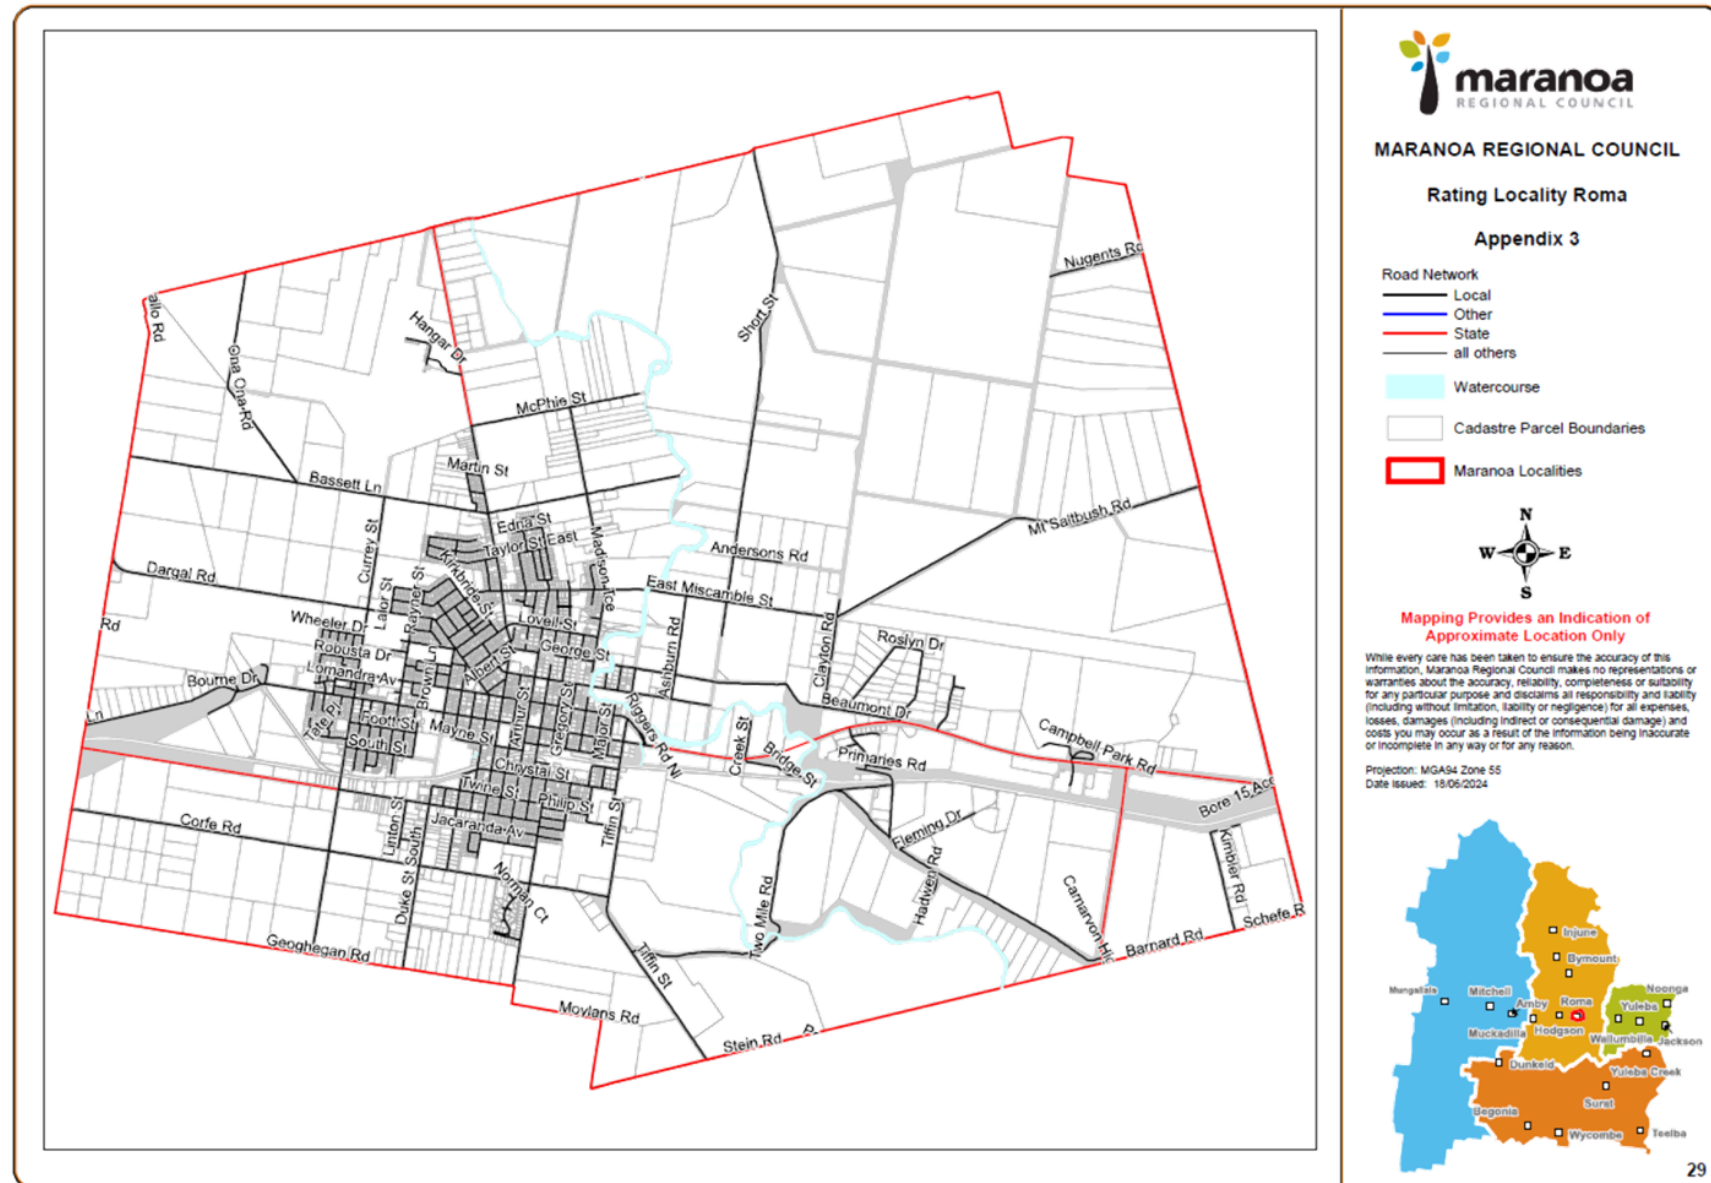 maranoa
REGIONAL COUNCIL
MARANOA REGIONAL COUNCIL
Rating Locality Roma
Appendix 3
Road Network
Local
Other
State
all others
Watercourse
Cadastre Parcel Boundaries
Maranoa Localities
N
W E
S
Mapping Provides an Indication of
Approximate Location Only
While every care has been taken to ensure the accuracy of this
information, Maranoa Regional Council makes no representations or
warranties about the accuracy, reliability, completeness or suitability
for any particular purpose and disclaims all responsibility and liability
(including without limitation, liability or negligence) for all expenses,
losses, damages (including indirect or consequential damage) and
costs you may occur as a result of the information being inaccurate
or incomplete in any way or for any reason.
Projection: MGA94 Zone 55
Date Issued: 18/06/2024
Injune
Bymount
Mungallala
Mitchell
Amby
Roma
Noonga
Yuleba
Muckadilla
Hodgson
Wallumbilla
Jackson
Dunkeld
Yuleba Creek
Surat
Begonia
Wycombe
Teelba
29
Nugents Rd
allo Rd
Short St
Hangar Dr
Ona Ona Rd
McPhie St
Martin St
Bassett Ln
Mt Saltbush Rd
Edna St
Currey St
Taylor St East
Madison Tce
Andersons Rd
Dargal Rd
Kirkbride St
East Miscamble St
Lalor St
Rayner St
Wheeler Dr
Lovell St
Rd
Ashburn Rd
Clayton Rd
Roslyn Dr
Robusta Dr
George St
Lomandra Av
Brown Ln
Albert St
Bourne Dr
Beaumont Dr
Ln
Tate Pl
Foott St
Mayne St
Arthur St
Gregory St
Major St
Riggers Rd Ni
Creek St
Campbell Park Rd
South St
Bridge St
Primaries Rd
Chrystal St
Twine St
Philip St
Bore 15 Acc
Corfe Rd
Linton St
Jacaranda Av
Tiffin St
Fleming Dr
Kimbler Rd
Duke St South
Norman Ct
Two Mile Rd
Hadwen Rd
Carnarvon Hi
Schefe R
Geoghegan Rd
Barnard Rd
Tiffin St
Moylans Rd
Stein Rd